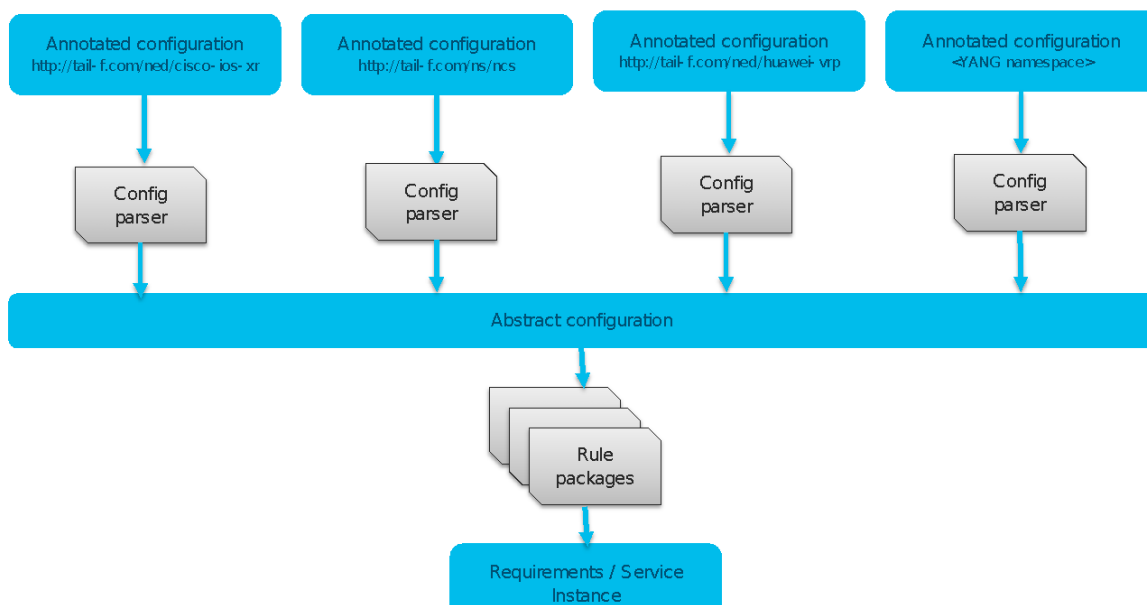 Annotated configuration
http://tail-f.com/ned/cisco-ios-xr
Annotated configuration
http://tail-f.com/ns/ncs
Annotated configuration
http://tail-f.com/ned/huawei-vrp
Annotated configuration
<YANG namespace>
Config
parser
Config
parser
Config
parser
Config
parser
Abstract configuration
Rule
packages
Requirements / Service
Instance